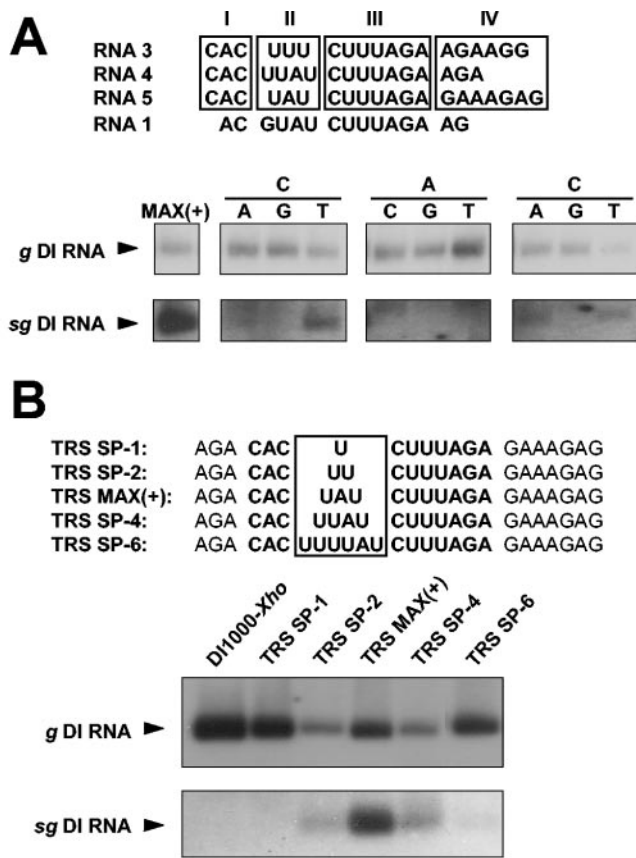 A
I II III IV
RNA 3 CAC UUU CUUUAGA AGAAGG
RNA 4 CAC UUAU CUUUAGA AGA
RNA 5 CAC UAU CUUUAGA GAAAGAG
RNA 1 AC GUAU CUUUAGA AG
C A C
MAX(+) A G T C G T A G T
g DI RNA
sg DI RNA
B
TRS SP-1: AGA CAC U CUUUAGA GAAAGAG
TRS SP-2: AGA CAC UU CUUUAGA GAAAGAG
TRS MAX(+): AGA CAC UAU CUUUAGA GAAAGAG
TRS SP-4: AGA CAC UUAU CUUUAGA GAAAGAG
TRS SP-6: AGA CAC UUUUAU CUUUAGA GAAAGAG
DI1000-Xho TRS SP-1 TRS SP-2 TRS MAX(+) TRS SP-4 TRS SP-6
g DI RNA
sg DI RNA